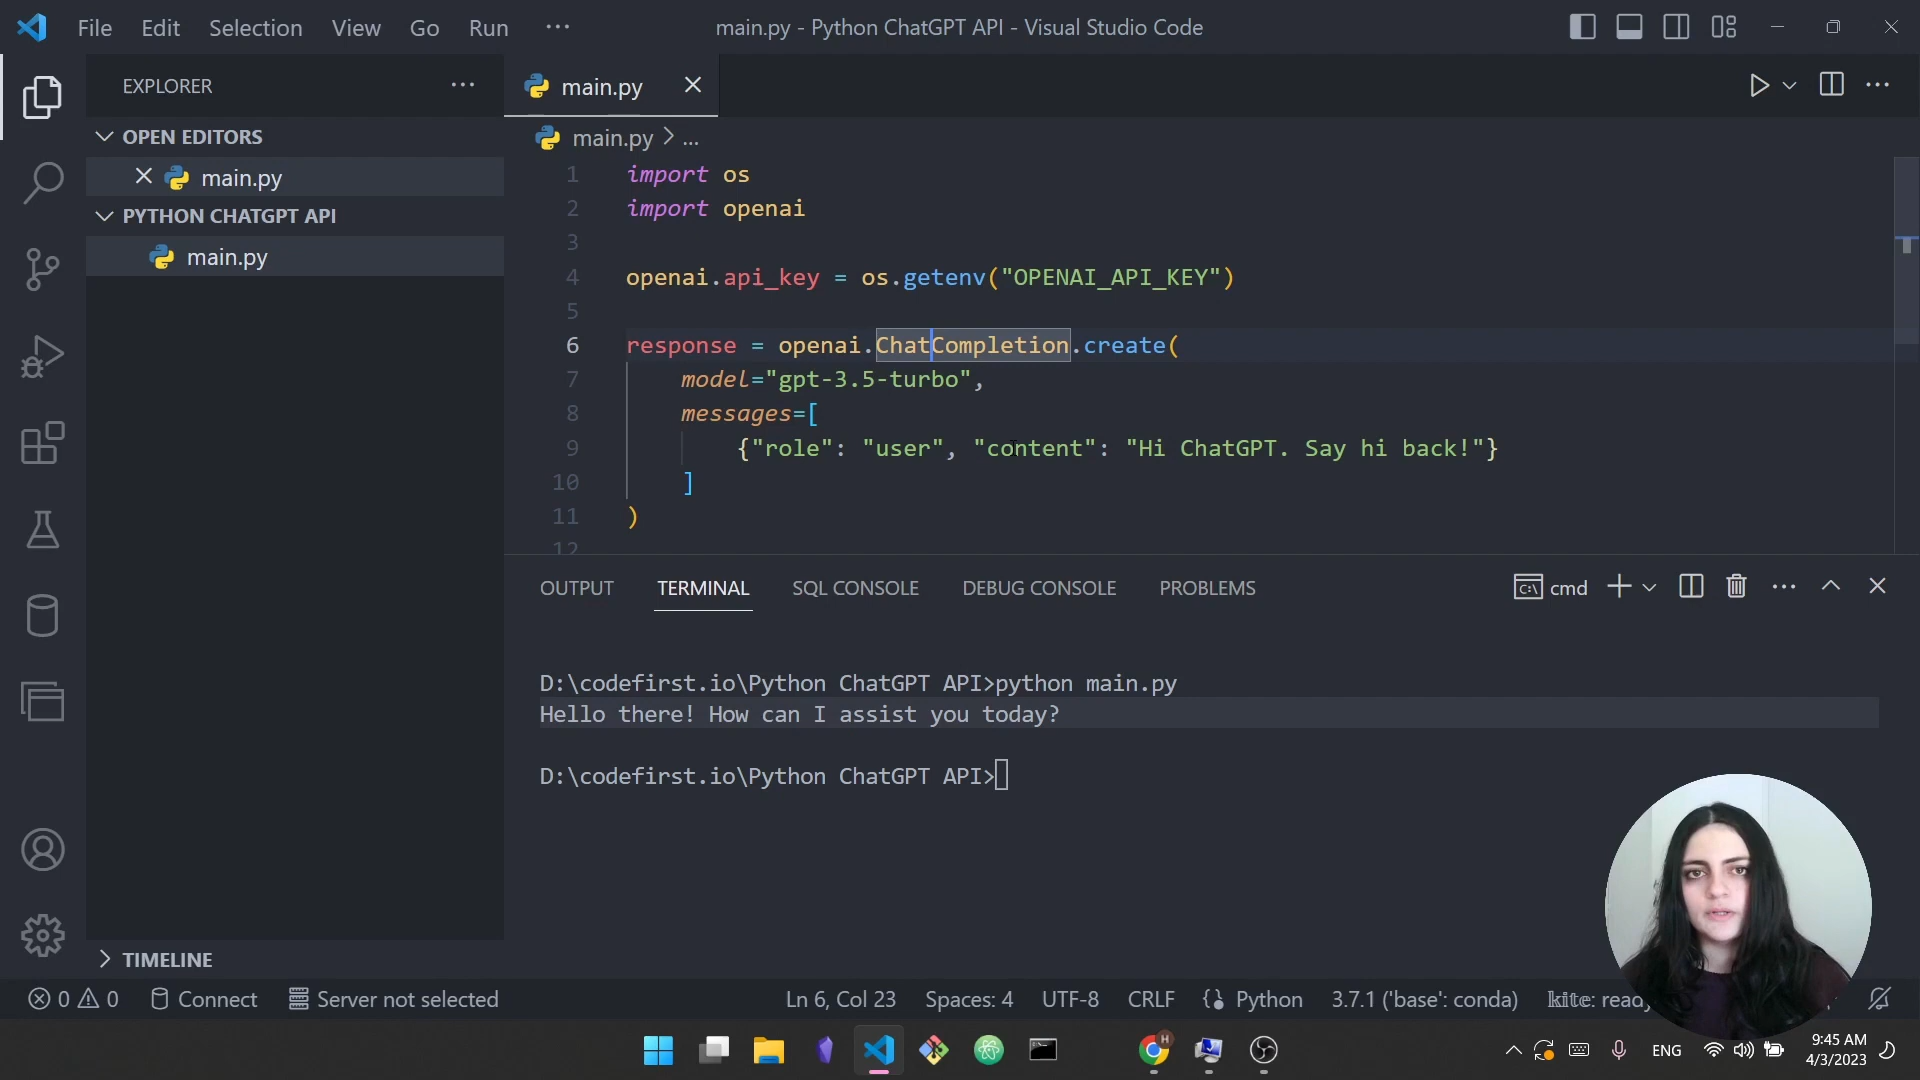 File Edit Selection View Go Run ···
main.py - Python ChatGPT API - Visual Studio Code
EXPLORER ···
OPEN EDITORS
main.py
PYTHON CHATGPT API
main.py
TIMELINE
main.py
main.py > ...
1 import os
2 import openai
3
4 openai.api_key = os.getenv("OPENAI_API_KEY")
5
6 response = openai.ChatCompletion.create(
7 model="gpt-3.5-turbo",
8 messages=[
9 {"role": "user", "content": "Hi ChatGPT. Say hi back!"}
10 ]
11 )
12
OUTPUT TERMINAL SQL CONSOLE DEBUG CONSOLE PROBLEMS
cmd
D:\codefirst.io\Python ChatGPT API>python main.py
Hello there! How can I assist you today?
D:\codefirst.io\Python ChatGPT API>
0 0 Connect Server not selected Ln 6, Col 23 Spaces: 4 UTF-8 CRLF Python 3.7.1 ('base': conda) kite: ready
ENG
9:45 AM
4/3/2023